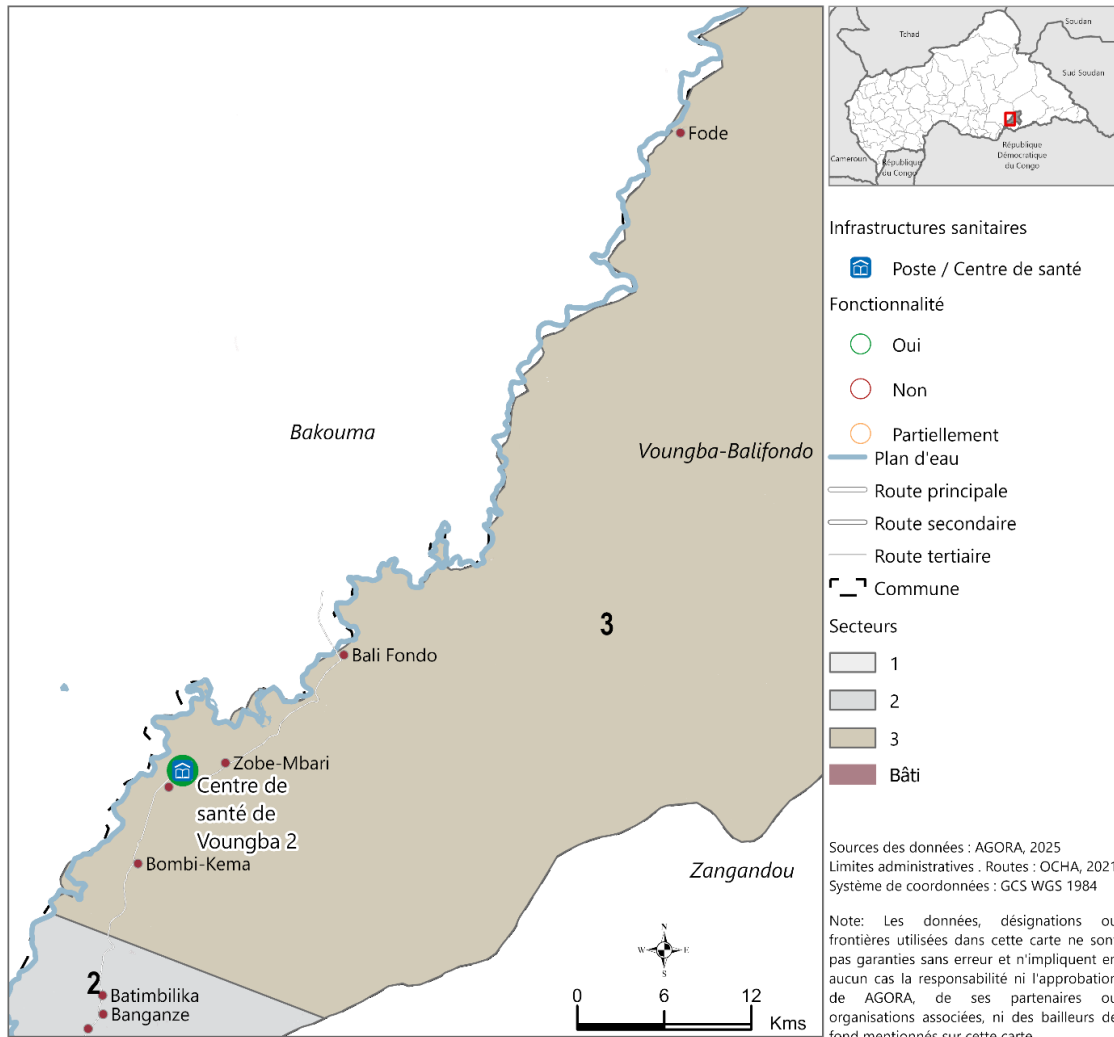 Fode
Bakouma
Voungba-Balifondo
3
Bali Fondo
Zobe-Mbari
Centre de
santé de
Voungba 2
Bombi-Kema
Zangandou
2
Batimbilika
Banganze
N
W
E
S
0
6
12
Kms
Tchad
Soudan
Sud Soudan
Cameroun
République
du Congo
République
Démocratique
du Congo
Infrastructures sanitaires
Poste / Centre de santé
Fonctionnalité
Oui
Non
Partiellement
Plan d'eau
Route principale
Route secondaire
Route tertiaire
Commune
Secteurs
1
2
3
Bâti
Sources des données : AGORA, 2025
Limites administratives . Routes : OCHA, 2021
Système de coordonnées : GCS WGS 1984
Note: Les données, désignations ou
frontières utilisées dans cette carte ne sont
pas garanties sans erreur et n'impliquent en
aucun cas la responsabilité ni l'approbation
de AGORA, de ses partenaires ou
organisations associées, ni des bailleurs de
fond mentionnés sur cette carte